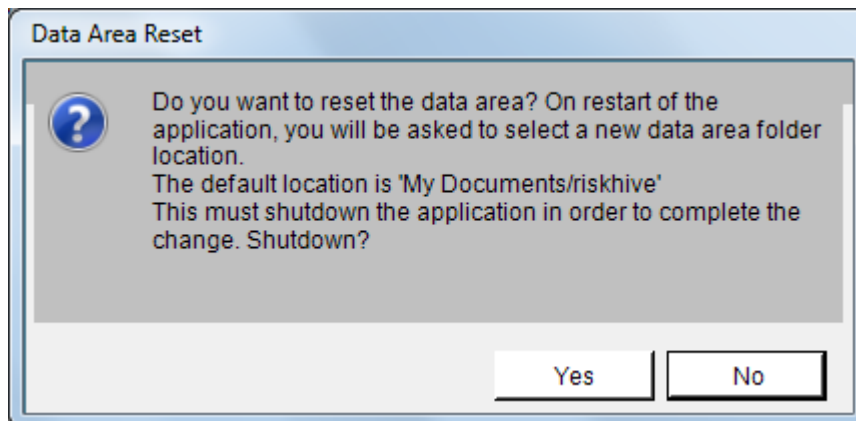 Data Area Reset
Do you want to reset the data area? On restart of the
application, you will be asked to select a new data area folder
location.
The default location is 'My Documents/riskhive'
This must shutdown the application in order to complete the
change. Shutdown?
Yes
No